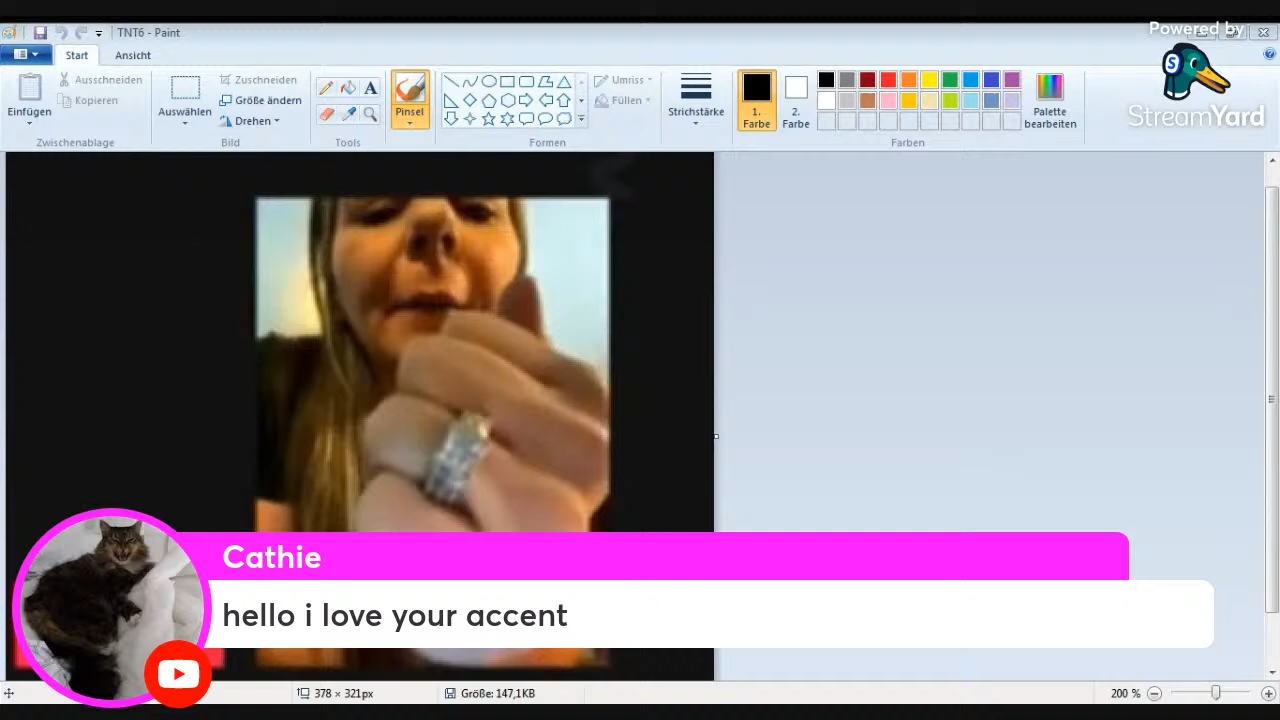 TNT6 - Paint
Powered by
StreamYard
Start
Ansicht
Einfügen
Ausschneiden
Kopieren
Zwischenablage
Auswählen
Zuschneiden
Größe ändern
Drehen
Bild
A
Tools
Pinsel
Formen
Umriss
Füllen
Strichstärke
1.
Farbe
2.
Farbe
Palette
bearbeiten
Farben
Cathie
hello i love your accent
378 × 321px
Größe: 147,1KB
200 %